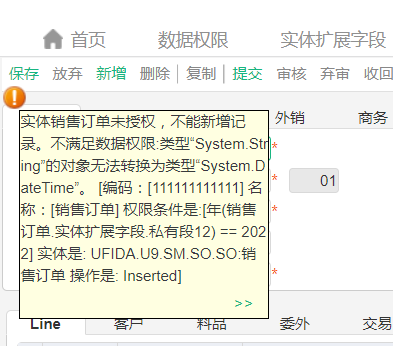 首页 数据权限 实体扩展字段
保存 放弃 新增 删除 复制 提交 审核 弃审 收回
外销 商务
实体销售订单未授权，不能新增记
录。不满足数据权限:类型“System.Str
ing”的对象无法转换为类型“System.D
ateTime”。 [编码：[111111111111] 名
称：[销售订单] 权限条件是:[年(销售
订单.实体扩展字段.私有段12) == 202
2] 实体是: UFIDA.U9.SM.SO.SO:销
售订单 操作是: Inserted]
>>
*
* 01
*
*
Line 客户 料品 委外 交易